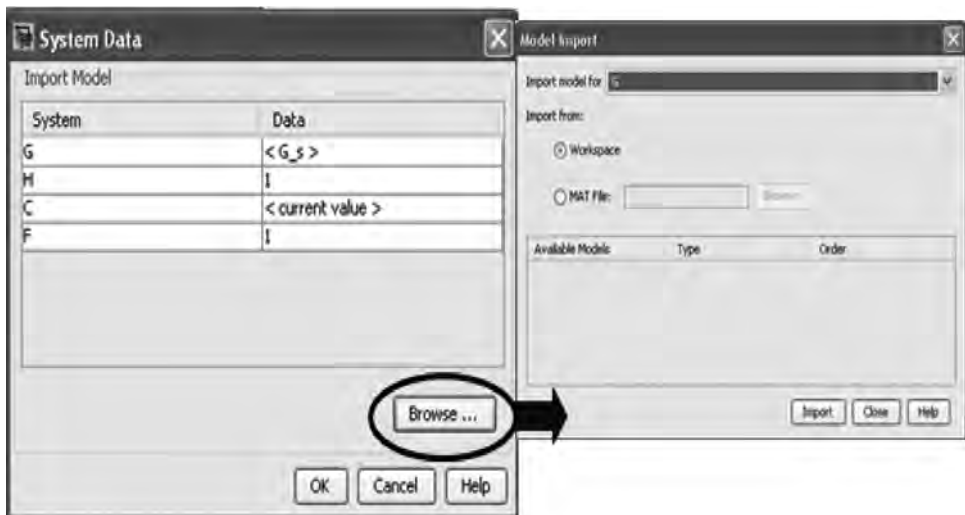 System Data
Import Model
System Data
G <G_s>
H 1
C < current value >
F 1
Browse ...
OK Cancel Help
Model Import
Import model for G
Import from:
Workspace
MAT File: Browse...
Available Models Type Order
Import Close Help